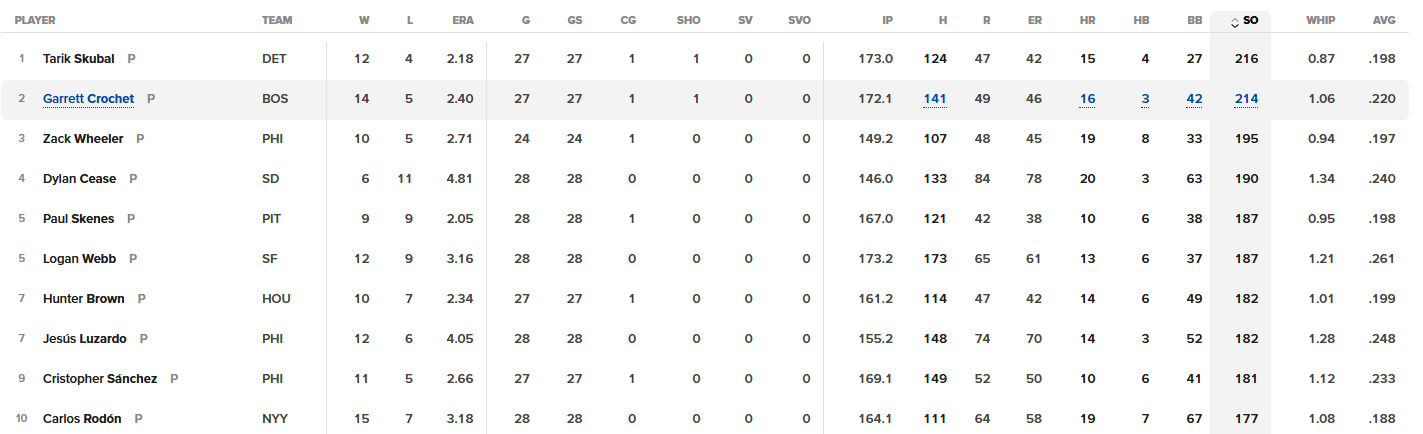 PLAYER TEAM W L ERA G GS CG SHO SV SVO IP H R ER HR HB BB SO WHIP AVG
1 Tarik Skubal P DET 12 4 2.18 27 27 1 1 0 0 173.0 124 47 42 15 4 27 216 0.87 .198
2 Garrett Crochet P BOS 14 5 2.40 27 27 1 1 0 0 172.1 141 49 46 16 3 42 214 1.06 .220
3 Zack Wheeler P PHI 10 5 2.71 24 24 1 0 0 0 149.2 107 48 45 19 8 33 195 0.94 .197
4 Dylan Cease P SD 6 11 4.81 28 28 0 0 0 0 146.0 133 84 78 20 3 63 190 1.34 .240
5 Paul Skenes P PIT 9 9 2.05 28 28 1 0 0 0 167.0 121 42 38 10 6 38 187 0.95 .198
5 Logan Webb P SF 12 9 3.16 28 28 0 0 0 0 173.2 173 65 61 13 6 37 187 1.21 .261
7 Hunter Brown P HOU 10 7 2.34 27 27 1 0 0 0 161.2 114 47 42 14 6 49 182 1.01 .199
7 Jesús Luzardo P PHI 12 6 4.05 28 28 0 0 0 0 155.2 148 74 70 14 3 52 182 1.28 .248
9 Cristopher Sánchez P PHI 11 5 2.66 27 27 1 0 0 0 169.1 149 52 50 10 6 41 181 1.12 .233
10 Carlos Rodón P NYY 15 7 3.18 28 28 0 0 0 0 164.1 111 64 58 19 7 67 177 1.08 .188